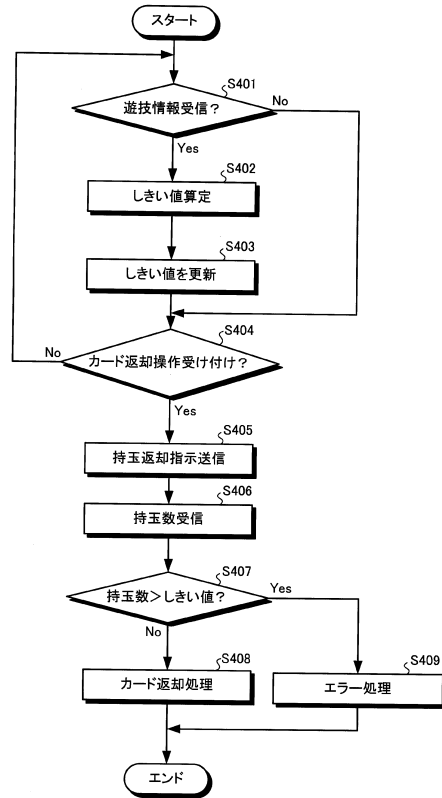 スタート
S401
遊技情報受信?
No
Yes
S402
しきい値算定
S403
しきい値を更新
S404
No
カード返却操作受け付け?
Yes
S405
持玉返却指示送信
S406
持玉数受信
S407
持玉数>しきい値?
Yes
No
S408
カード返却処理
S409
エラー処理
エンド